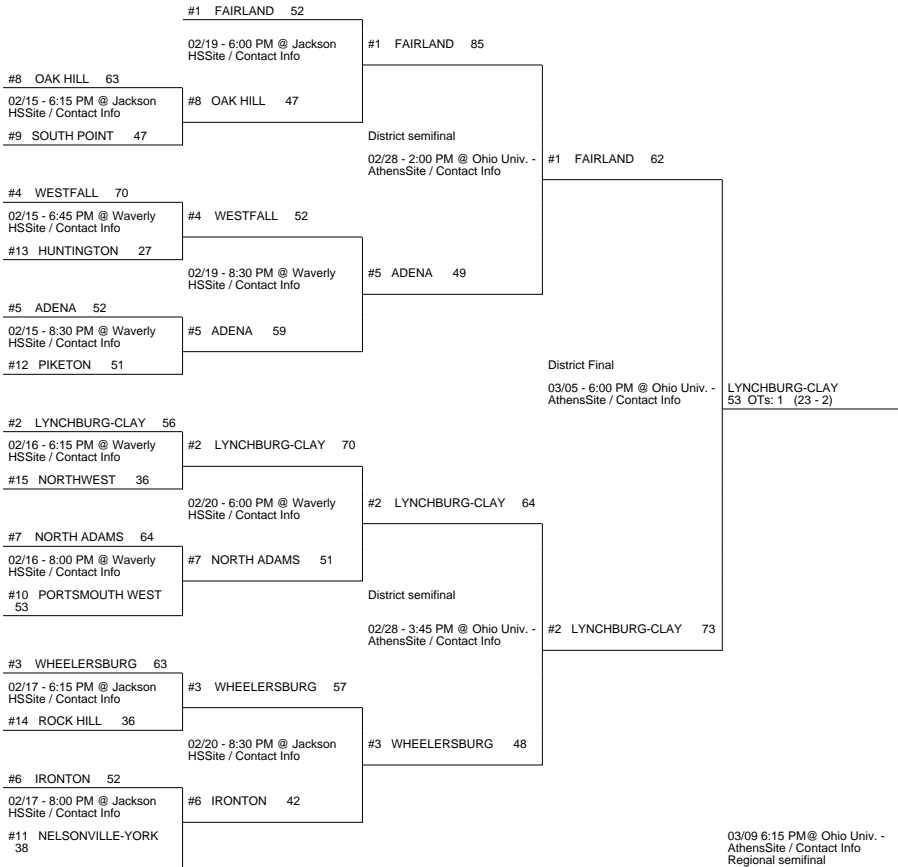 #1 FAIRLAND 52
02/19 - 6:00 PM @ Jackson
HSSite / Contact Info
#1 FAIRLAND 85
#8 OAK HILL 63
02/15 - 6:15 PM @ Jackson
HSSite / Contact Info
#8 OAK HILL 47
#9 SOUTH POINT 47
District semifinal
02/28 - 2:00 PM @ Ohio Univ. -
AthensSite / Contact Info
#1 FAIRLAND 62
#4 WESTFALL 70
02/15 - 6:45 PM @ Waverly
HSSite / Contact Info
#4 WESTFALL 52
#13 HUNTINGTON 27
02/19 - 8:30 PM @ Waverly
HSSite / Contact Info
#5 ADENA 49
#5 ADENA 52
02/15 - 8:30 PM @ Waverly
HSSite / Contact Info
#5 ADENA 59
#12 PIKETON 51
District Final
03/05 - 6:00 PM @ Ohio Univ. -
AthensSite / Contact Info
LYNCHBURG-CLAY
53 OTs: 1 (23 - 2)
#2 LYNCHBURG-CLAY 56
02/16 - 6:15 PM @ Waverly
HSSite / Contact Info
#2 LYNCHBURG-CLAY 70
#15 NORTHWEST 36
02/20 - 6:00 PM @ Waverly
HSSite / Contact Info
#2 LYNCHBURG-CLAY 64
#7 NORTH ADAMS 64
02/16 - 8:00 PM @ Waverly
HSSite / Contact Info
#7 NORTH ADAMS 51
#10 PORTSMOUTH WEST
53
District semifinal
02/28 - 3:45 PM @ Ohio Univ. -
AthensSite / Contact Info
#2 LYNCHBURG-CLAY 73
#3 WHEELERSBURG 63
02/17 - 6:15 PM @ Jackson
HSSite / Contact Info
#3 WHEELERSBURG 57
#14 ROCK HILL 36
02/20 - 8:30 PM @ Jackson
HSSite / Contact Info
#3 WHEELERSBURG 48
#6 IRONTON 52
02/17 - 8:00 PM @ Jackson
HSSite / Contact Info
#6 IRONTON 42
#11 NELSONVILLE-YORK
38
03/09 6:15 PM@ Ohio Univ. -
AthensSite / Contact Info
Regional semifinal